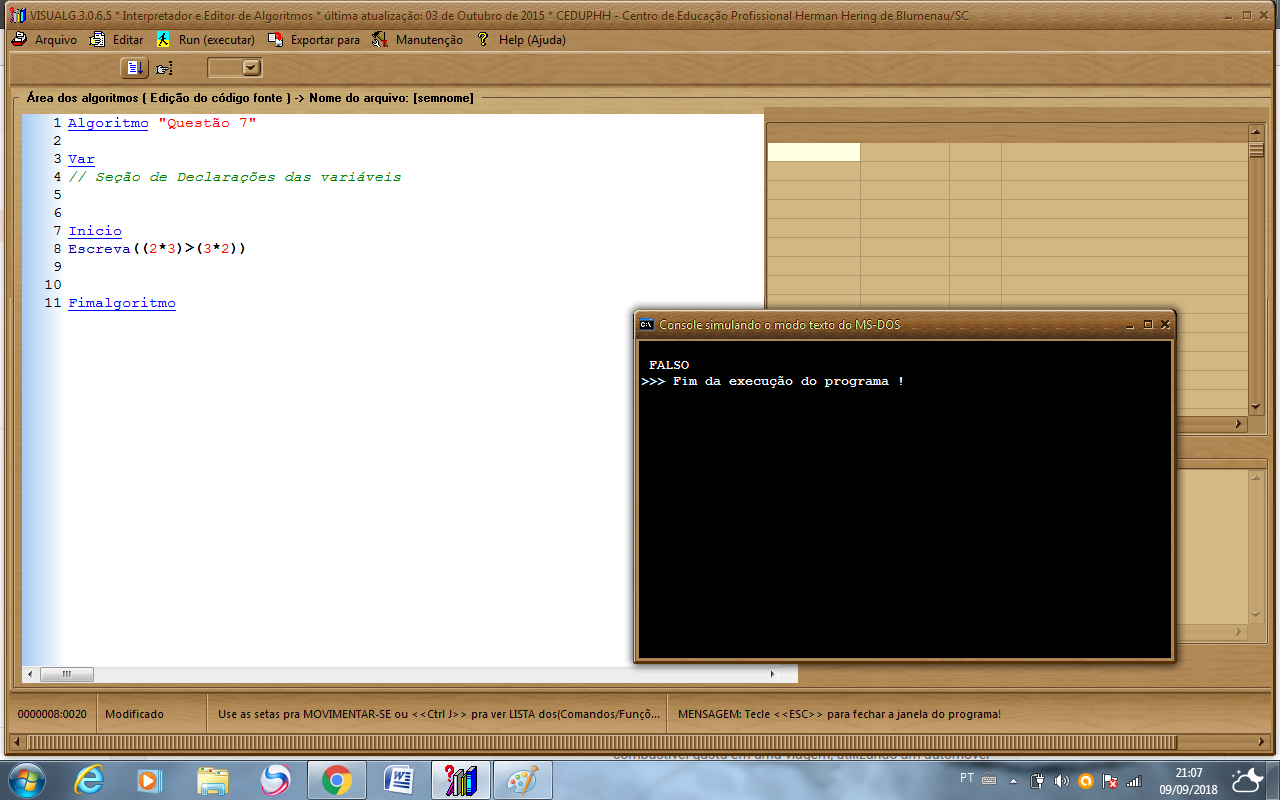 VISUALG 3.0.6.5 * Interpretador e Editor de Algoritmos * última atualização: 03 de Outubro de 2015 * CEDUPHH - Centro de Educação Profissional Herman Hering de Blumenau/SC
Arquivo Editar Run (executar) Exportar para Manutenção Help (Ajuda)
Área dos algoritmos ( Edição do código fonte ) -> Nome do arquivo: [semnome]
1 Algoritmo "Questão 7"
2
3 Var
4 // Seção de Declarações das variáveis
5
6
7 Inicio
8 Escreva((2*3)>(3*2))
9
10
11 Fimalgoritmo
Console simulando o modo texto do MS-DOS
FALSO
>>> Fim da execução do programa !
0000008:0020 Modificado Use as setas pra MOVIMENTAR-SE ou <<Ctrl J>> pra ver LISTA dos(Comandos/Funçõ... MENSAGEM: Tecle <<ESC>> para fechar a janela do programa!
PT
21:07
09/09/2018